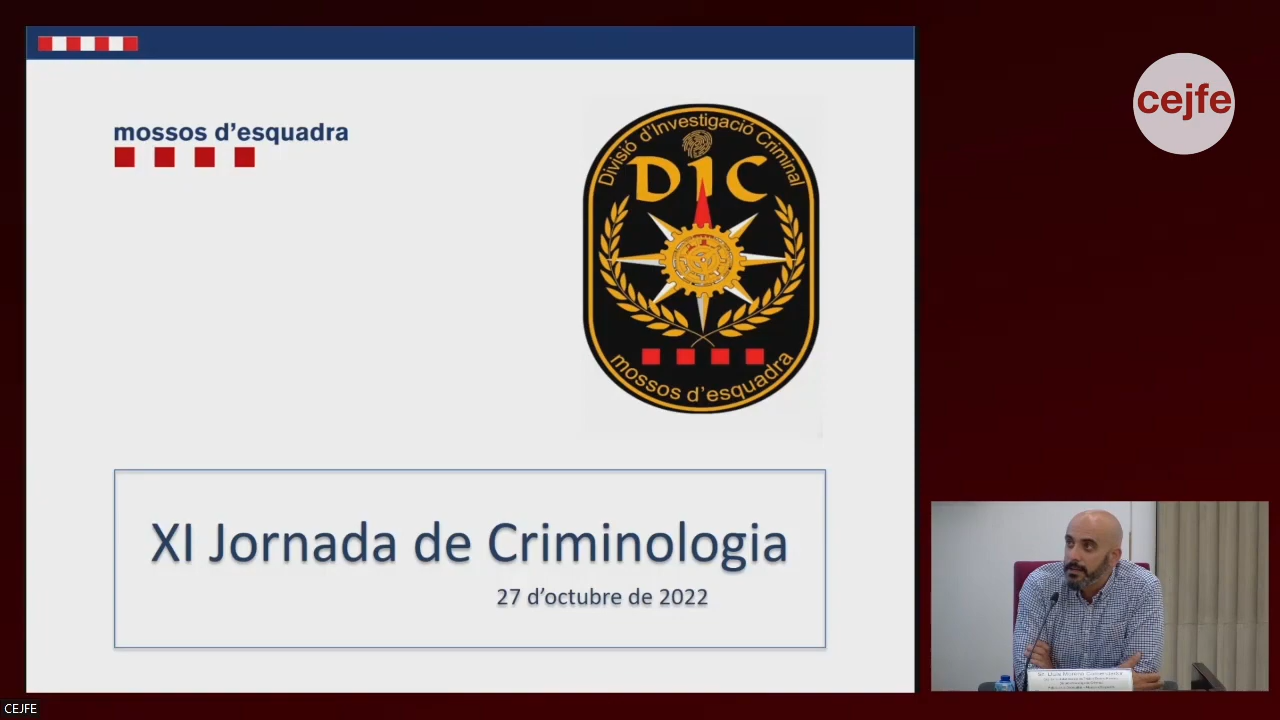 mossos d'esquadra
Divisió d'Investigació Criminal
DIC
mossos d'esquadra
XI Jornada de Criminologia
27 d'octubre de 2022
cejfe
CEJFE